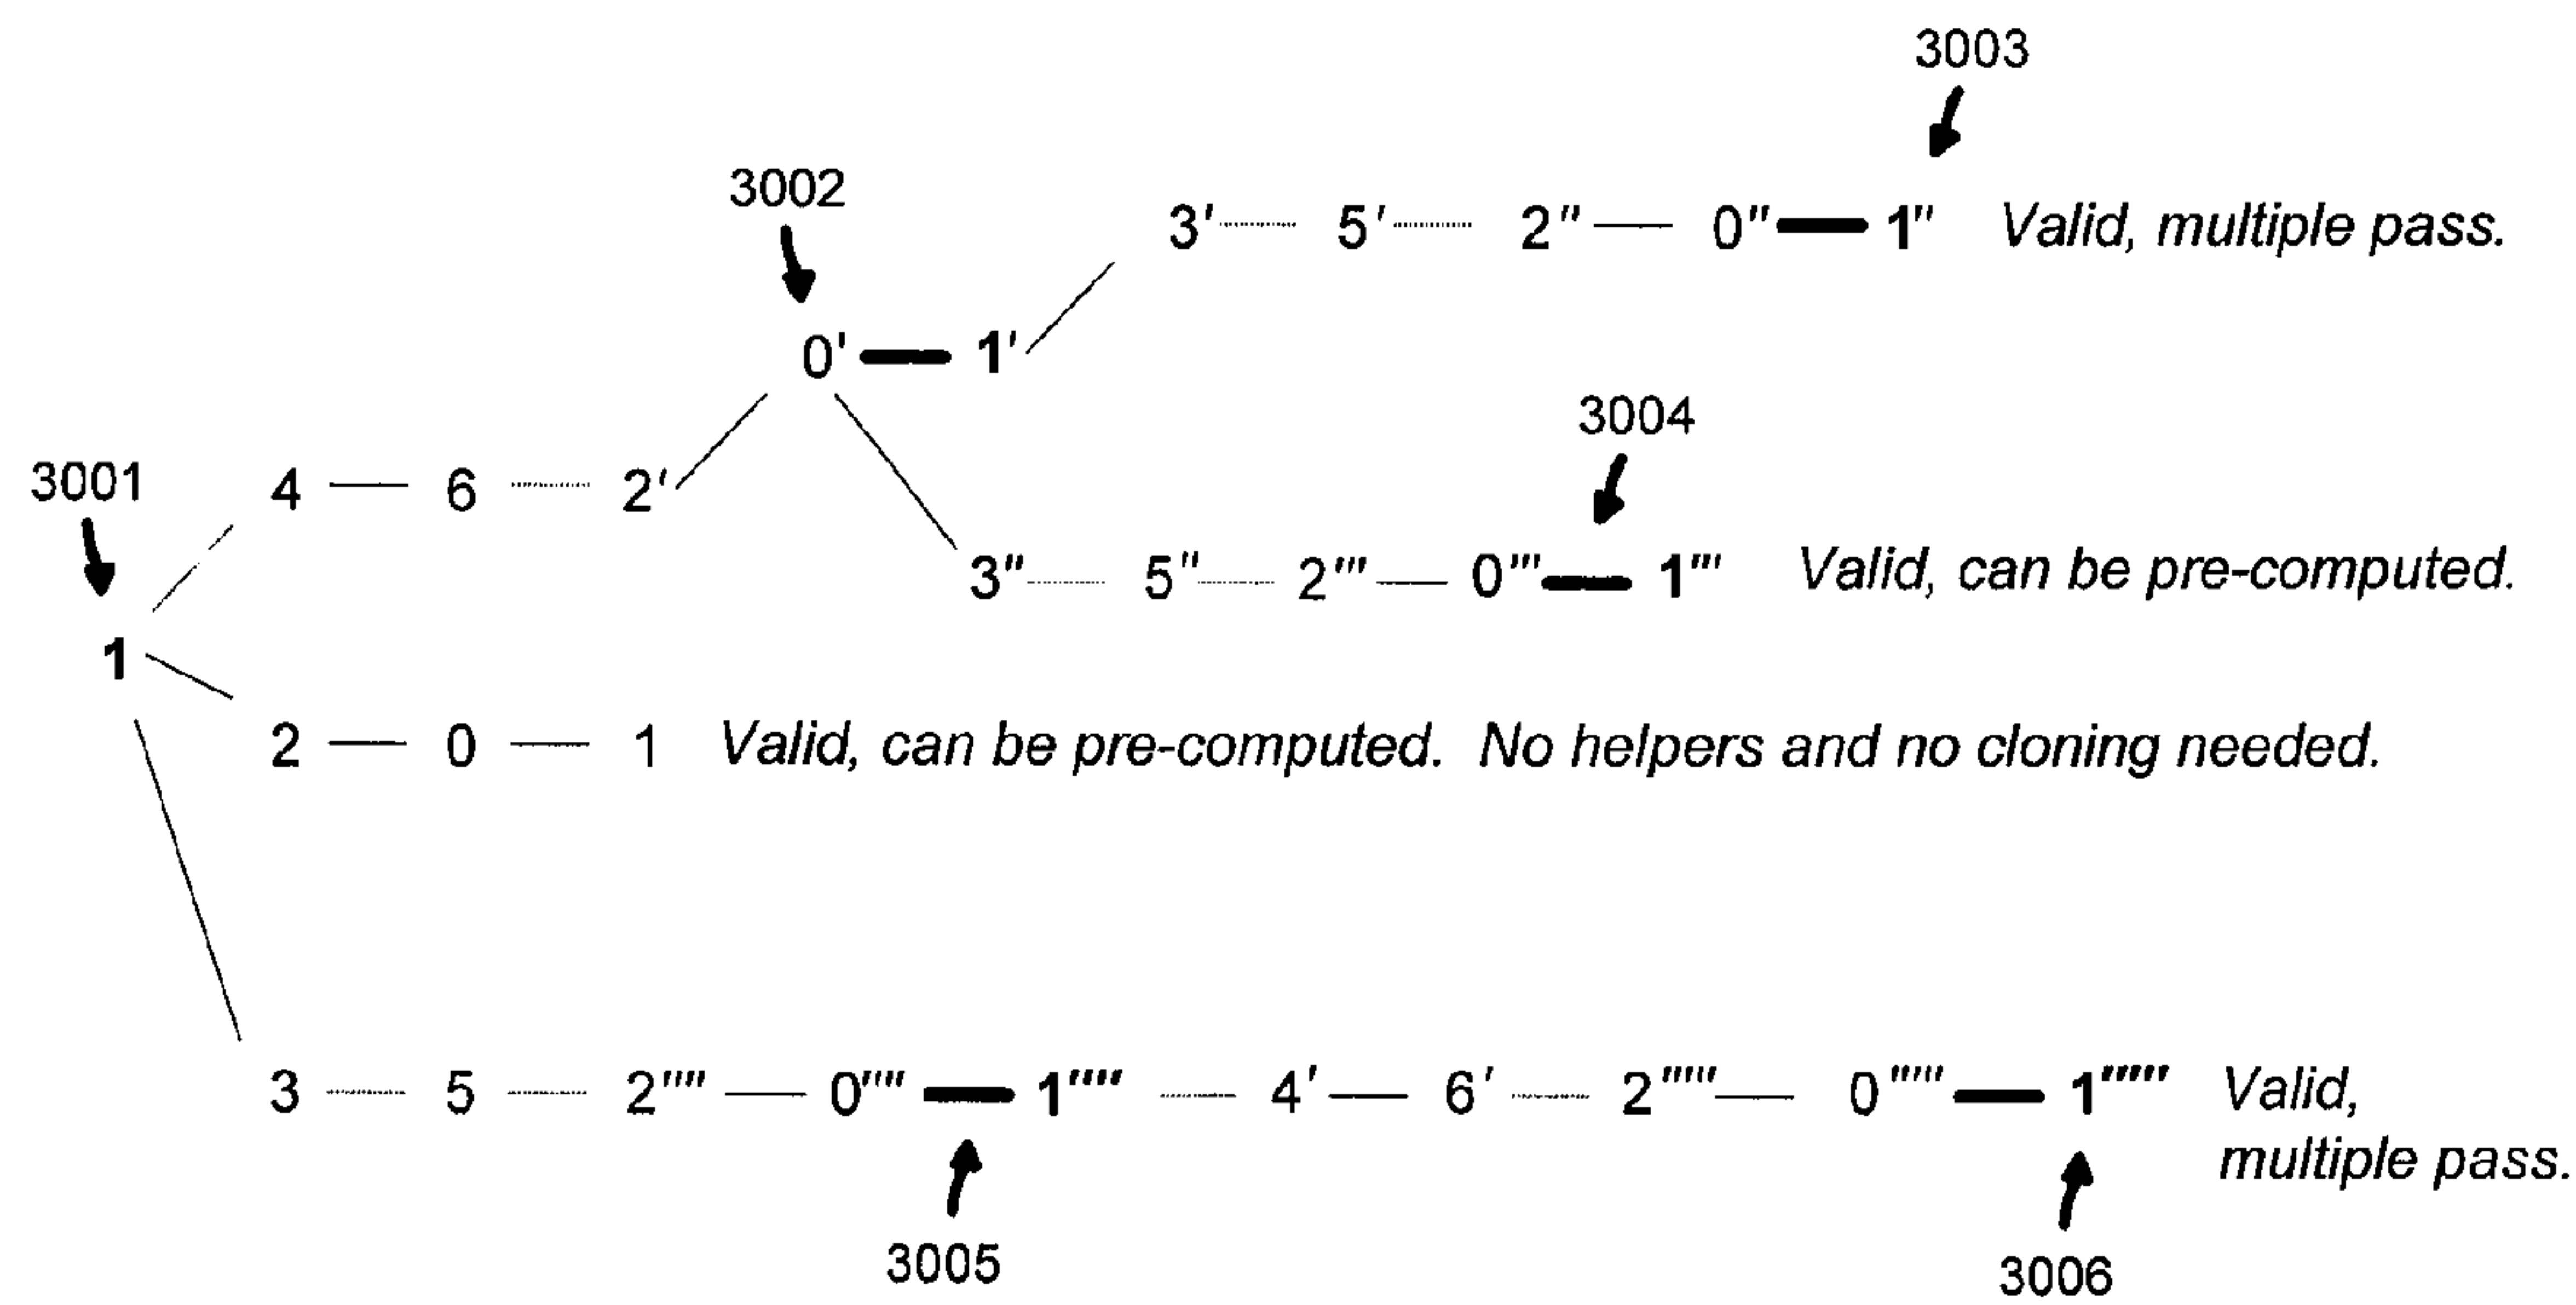 3003
3002
3' 5' 2" 0" 1" Valid, multiple pass.
0' 1'
3004
3001
4 6 2'
3" 5" 2"' 0"' 1"' Valid, can be pre-computed.
1
2 0 1 Valid, can be pre-computed. No helpers and no cloning needed.
3 5 2"" 0"" 1""' 4' 6' 2""' 0""' 1""" Valid,
multiple pass.
3005
3006